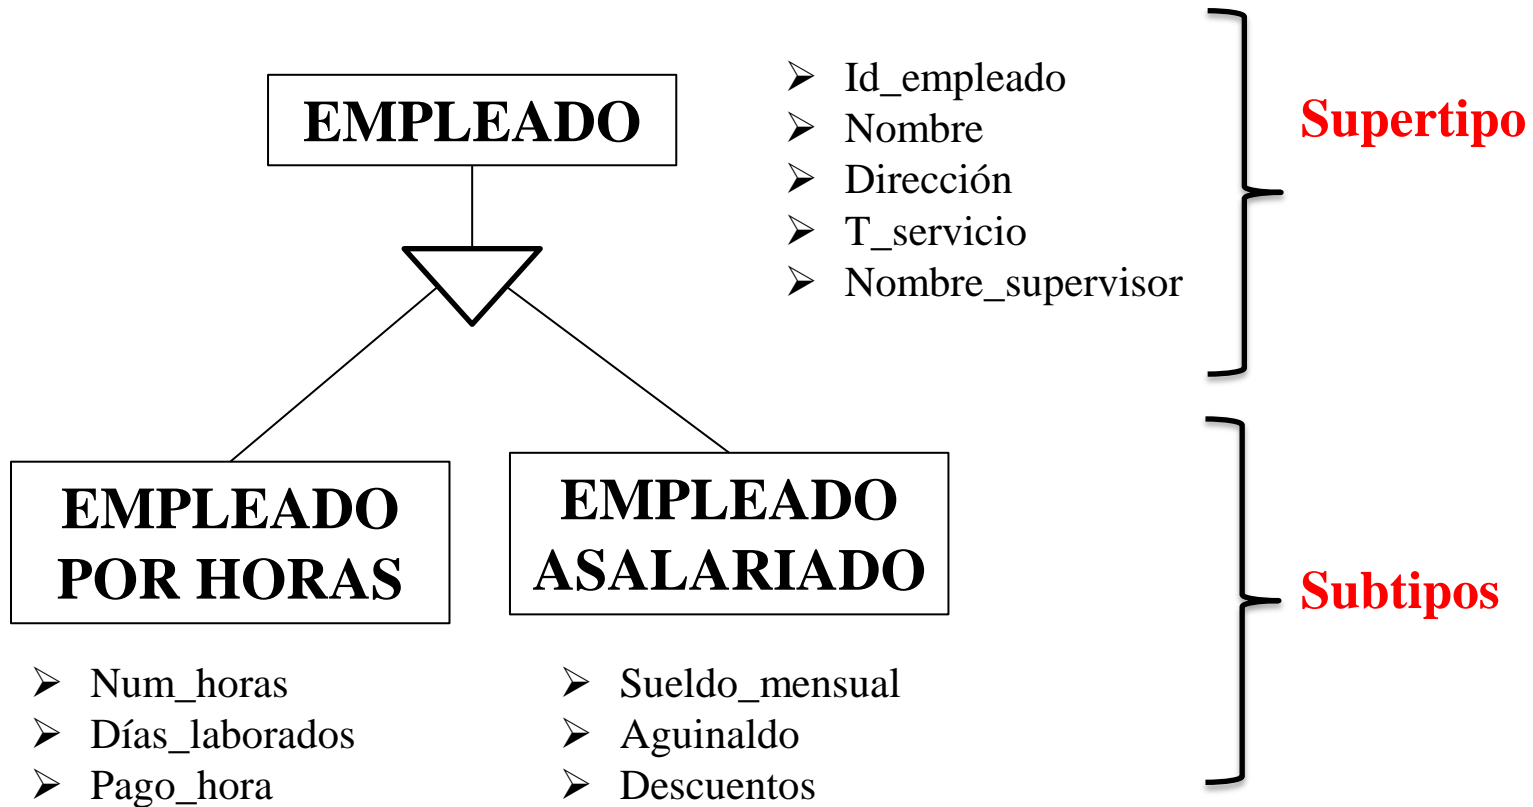 EMPLEADO
➢ Id_empleado
➢ Nombre
➢ Dirección
➢ T_servicio
➢ Nombre_supervisor
Supertipo
EMPLEADO
POR HORAS
➢ Num_horas
➢ Días_laborados
➢ Pago_hora
EMPLEADO
ASALARIADO
➢ Sueldo_mensual
➢ Aguinaldo
➢ Descuentos
Subtipos